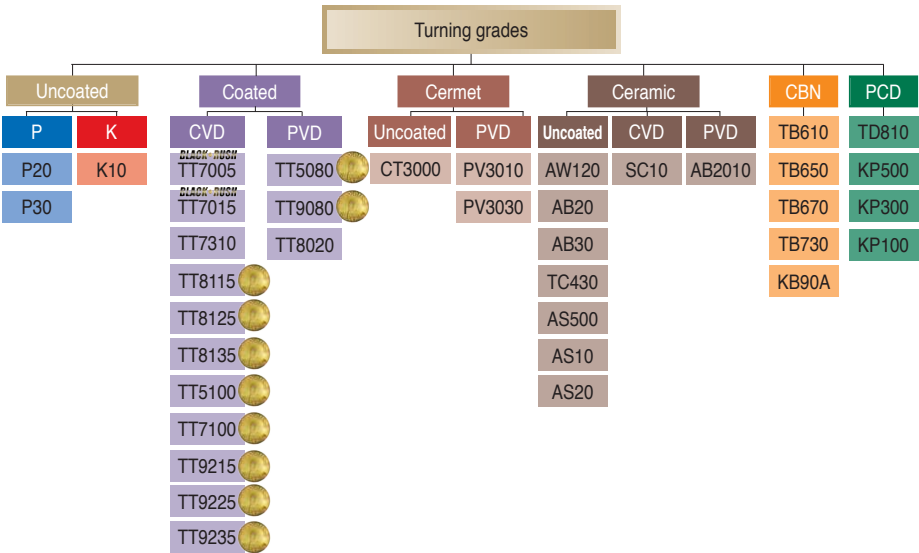 Turning grades
Uncoated Coated Cermet Ceramic CBN PCD
P K CVD PVD Uncoated PVD Uncoated CVD PVD TB610 TD810
BLACK-RUSH
P20 K10 TT7005 TT5080 CT3000 PV3010 AW120 SC10 AB2010 TB650 KP500
BLACK-RUSH
P30 TT7015 TT9080 PV3030 AB20 TB670 KP300
TT7310 TT8020 AB30 TB730 KP100
TT8115 TC430 KB90A
TT8125 AS500
TT8135 AS10
TT5100 AS20
TT7100
TT9215
TT9225
TT9235